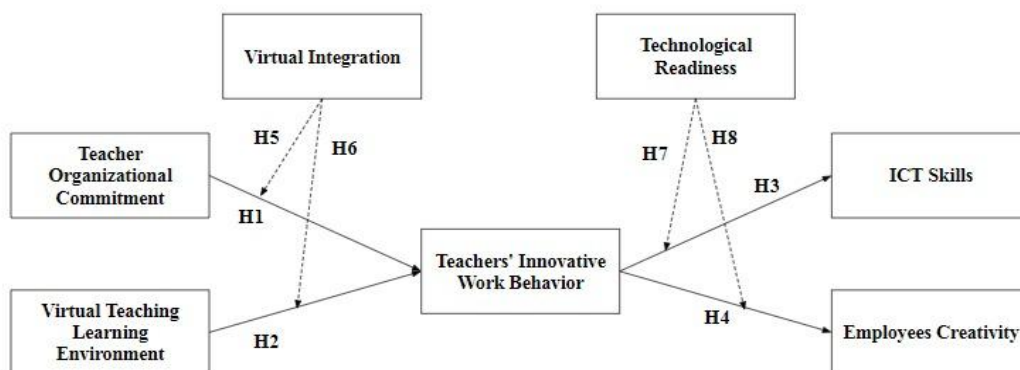 Virtual Integration
Technological
Readiness
H5
H6
H7
H8
Teacher
Organizational
Commitment
H3
ICT Skills
H1
Teachers' Innovative
Work Behavior
Virtual Teaching
Learning
Environment
H2
H4
Employees Creativity